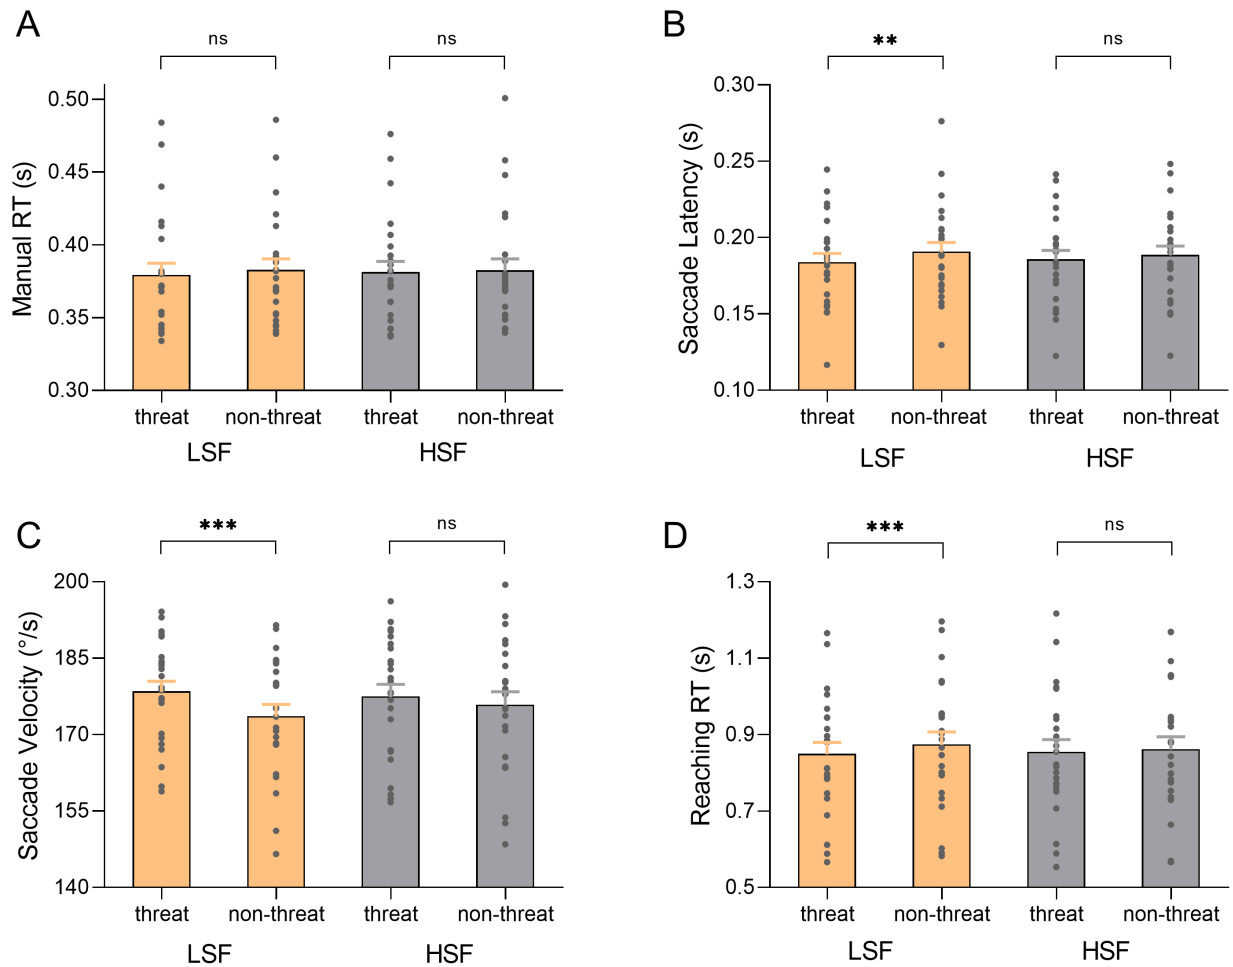 A
ns
ns
Manual RT (s)
0.50
0.45
0.40
0.35
0.30
threat
non-threat
threat
non-threat
LSF
HSF
B
**
ns
Saccade Latency (s)
0.30
0.25
0.20
0.15
0.10
threat
non-threat
threat
non-threat
LSF
HSF
C
***
ns
Saccade Velocity (°/s)
200
185
170
155
140
threat
non-threat
threat
non-threat
LSF
HSF
D
***
ns
Reaching RT (s)
1.3
1.1
0.9
0.7
0.5
threat
non-threat
threat
non-threat
LSF
HSF